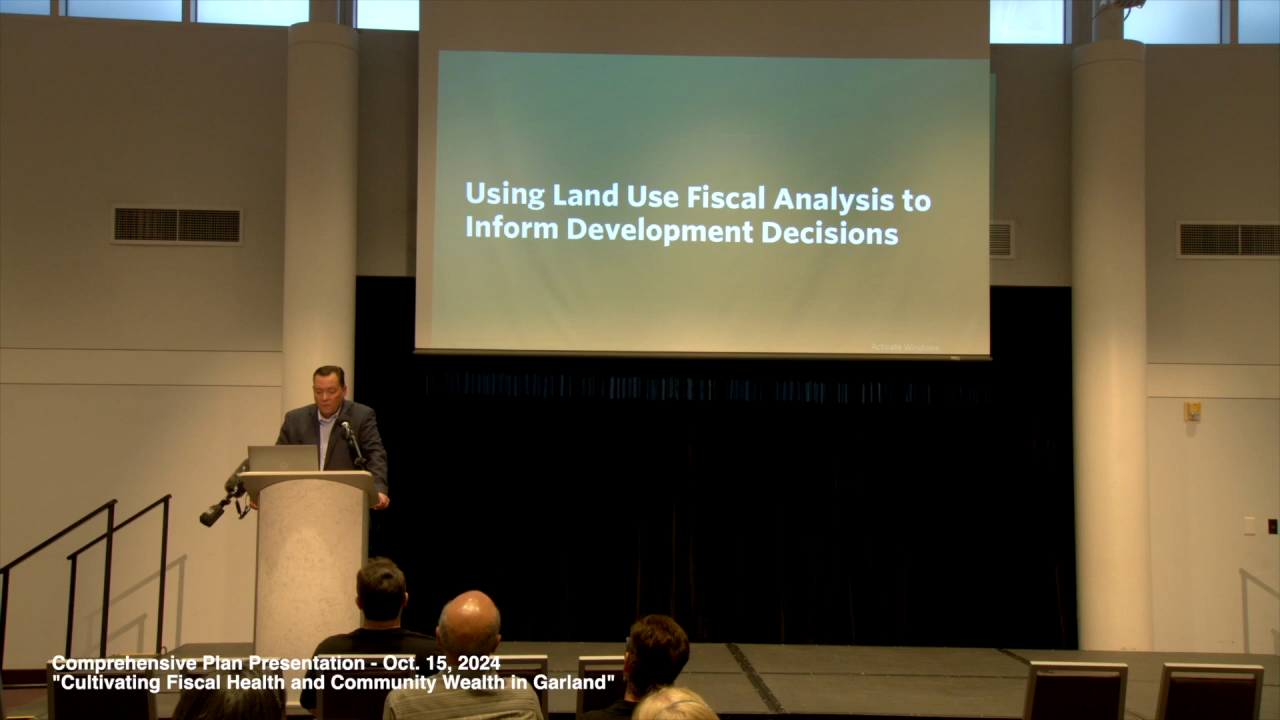 Using Land Use Fiscal Analysis to
Inform Development Decisions
Activate Windows
Comprehensive Plan Presentation - Oct. 15, 2024
"Cultivating Fiscal Health and Community Wealth in Garland"